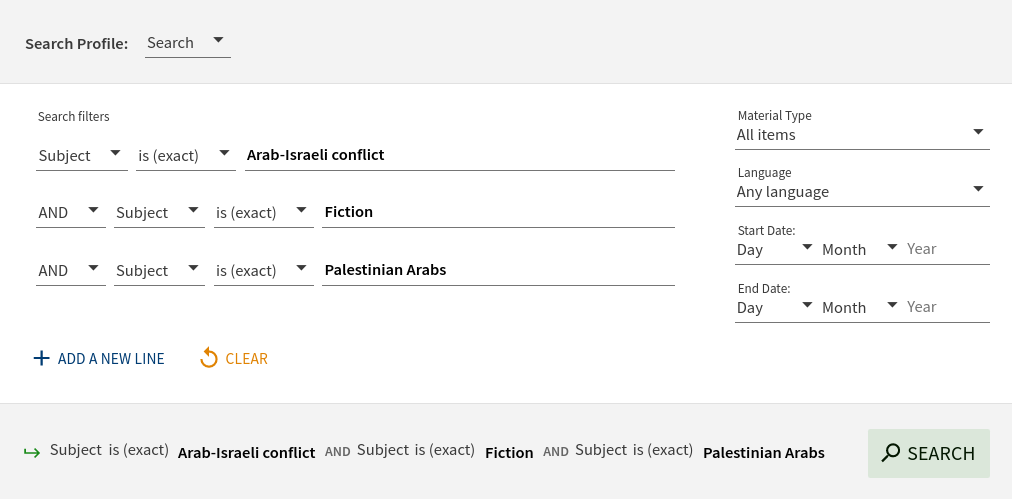 Search Profile: Search
Search filters
Subject is (exact) Arab-Israeli conflict
AND Subject is (exact) Fiction
AND Subject is (exact) Palestinian Arabs
ADD A NEW LINE CLEAR
Material Type
All items
Language
Any language
Start Date:
Day Month Year
End Date:
Day Month Year
Subject is (exact) Arab-Israeli conflict AND Subject is (exact) Fiction AND Subject is (exact) Palestinian Arabs
SEARCH